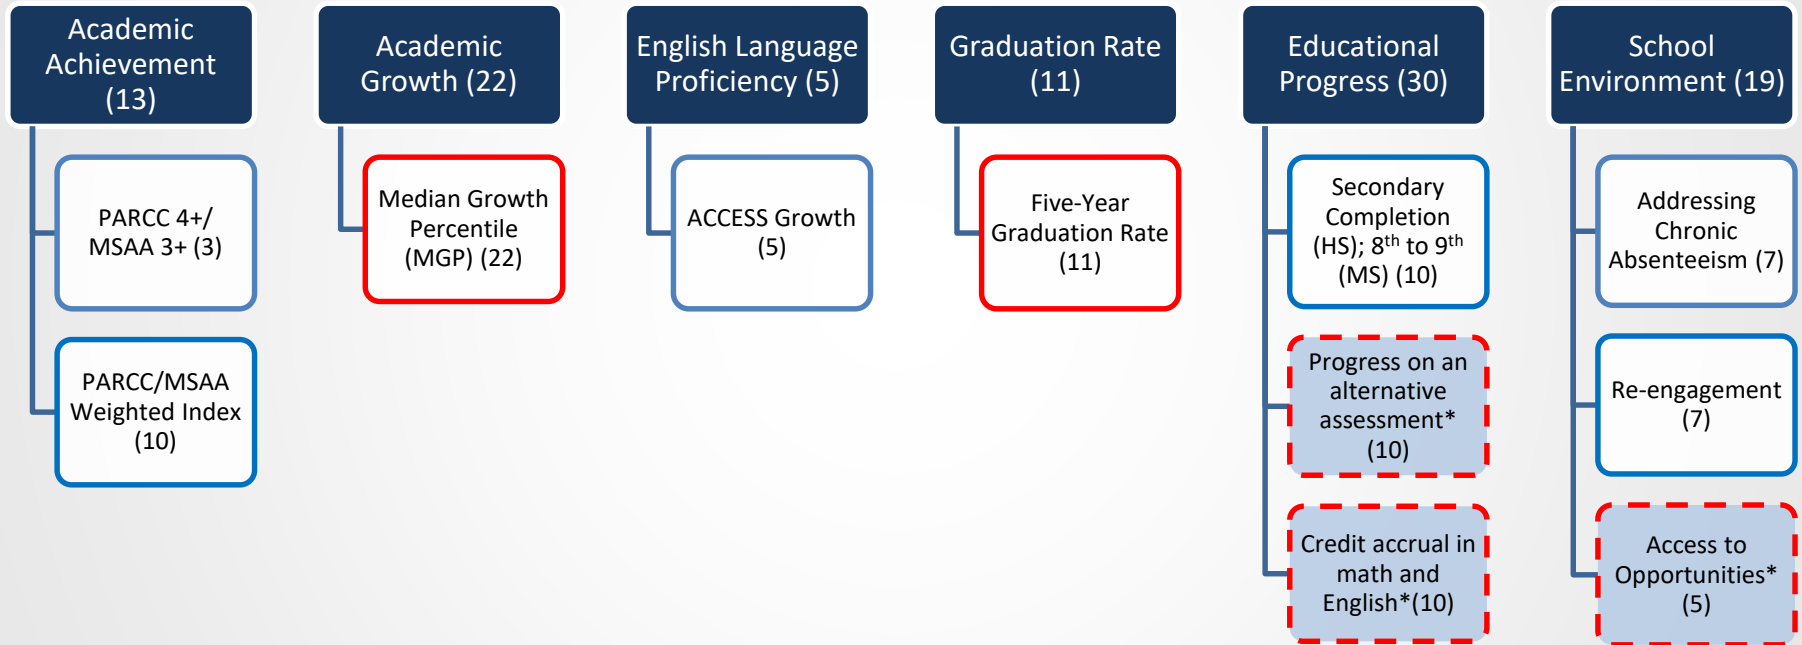 Academic
Achievement
(13)
PARCC 4+/
MSAA 3+ (3)
PARCC/MSAA
Weighted Index
(10)
Academic
Growth (22)
Median Growth
Percentile
(MGP) (22)
English Language
Proficiency (5)
ACCESS Growth
(5)
Graduation Rate
(11)
Five-Year
Graduation Rate
(11)
Educational
Progress (30)
Secondary
Completion
(HS); 8th to 9th
(MS) (10)
Progress on an
alternative
assessment*
(10)
Credit accrual in
math and
English*(10)
School
Environment (19)
Addressing
Chronic
Absenteeism (7)
Re-engagement
(7)
Access to
Opportunities*
(5)